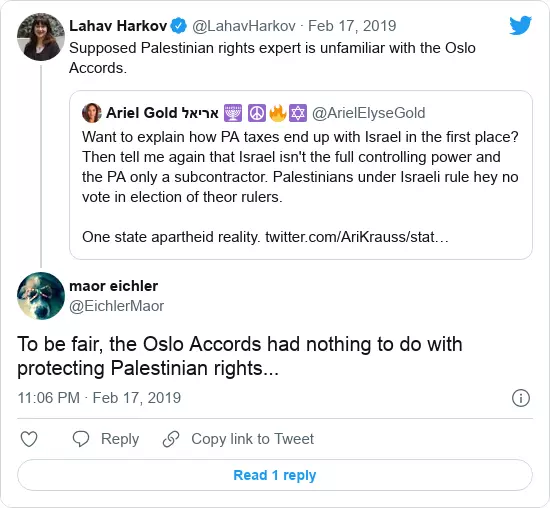 Lahav Harkov @LahavHarkov · Feb 17, 2019
Supposed Palestinian rights expert is unfamiliar with the Oslo
Accords.
Ariel Gold אריאל 🕎 ☮️ 🔥 ✡️ @ArielElyseGold
Want to explain how PA taxes end up with Israel in the first place?
Then tell me again that Israel isn't the full controlling power and
the PA only a subcontractor. Palestinians under Israeli rule hey no
vote in election of theor rulers.
One state apartheid reality. twitter.com/AriKrauss/stat…
maor eichler
@EichlerMaor
To be fair, the Oslo Accords had nothing to do with
protecting Palestinian rights...
11:06 PM · Feb 17, 2019
Reply
Copy link to Tweet
Read 1 reply